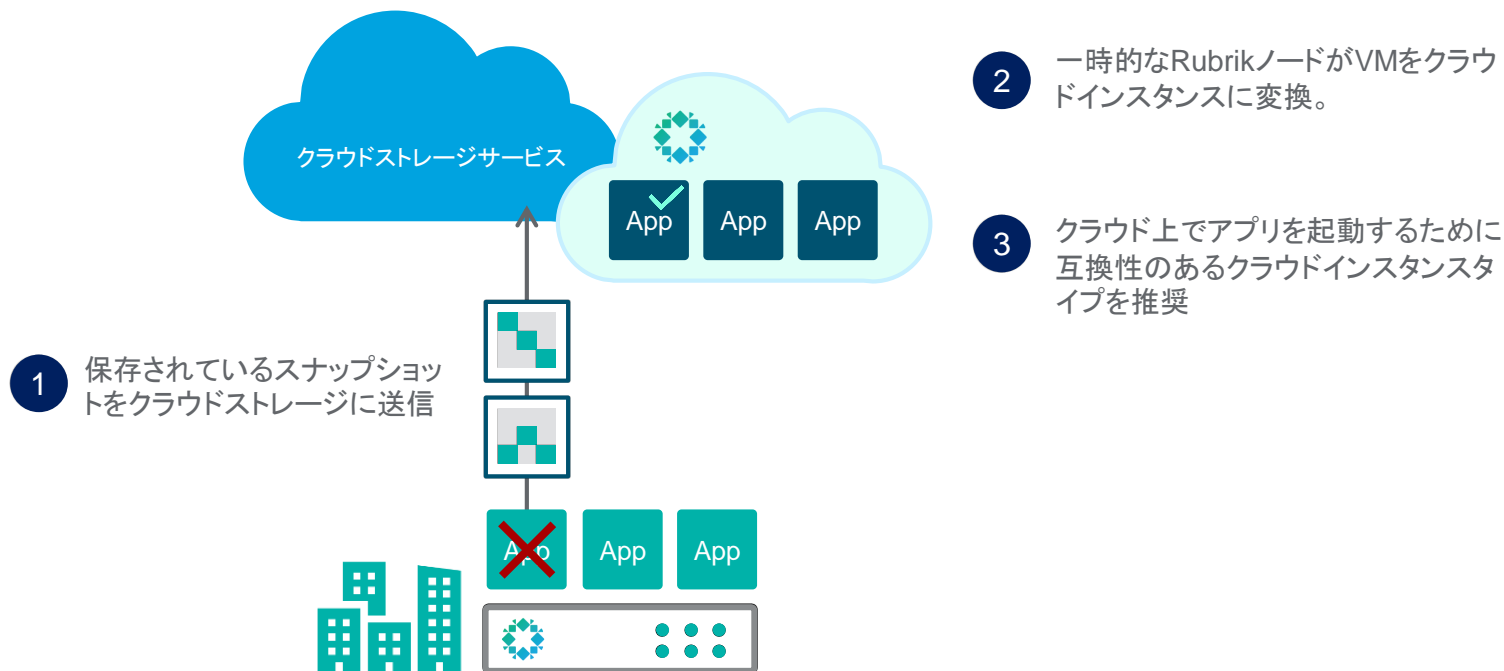 クラウドストレージサービス
App
App
App
2
一時的なRubrikノードがVMをクラウ
ドインスタンスに変換。
3
クラウド上でアプリを起動するために
互換性のあるクラウドインスタンスタ
イプを推奨
1
保存されているスナップショッ
トをクラウドストレージに送信
App
App
App